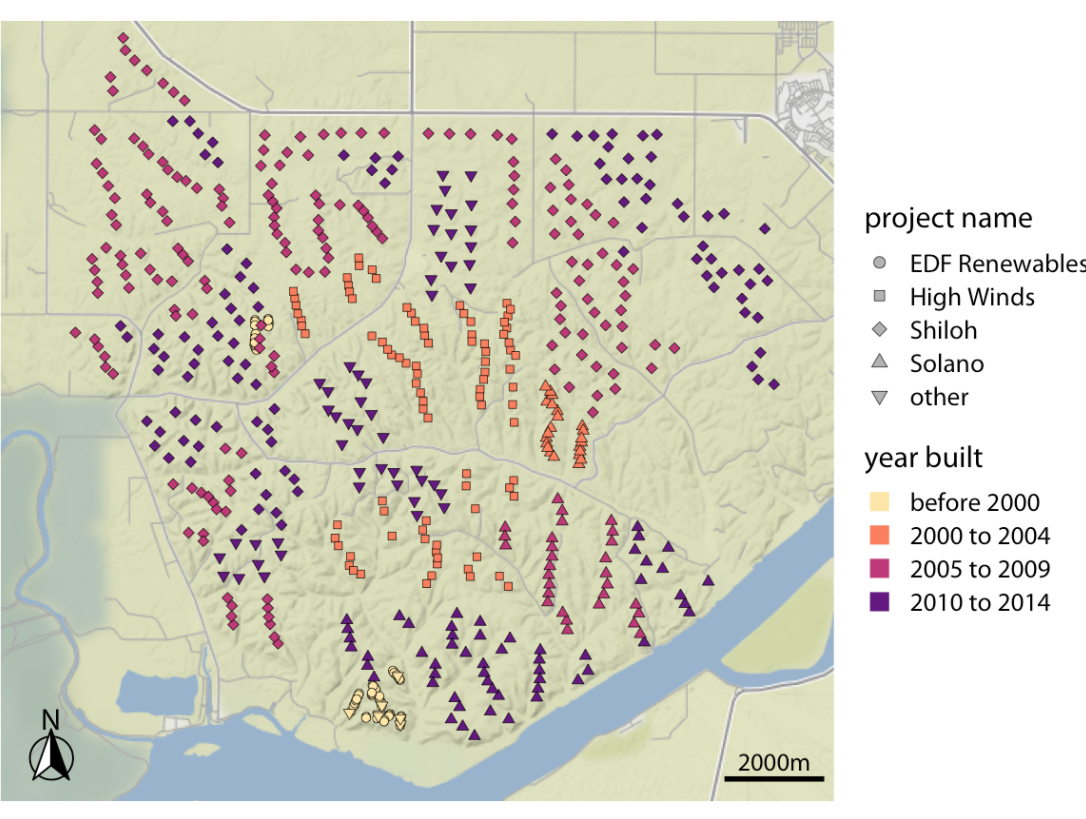 project name
EDF Renewables
High Winds
Shiloh
Solano
other
year built
before 2000
2000 to 2004
2005 to 2009
2010 to 2014
N
2000m